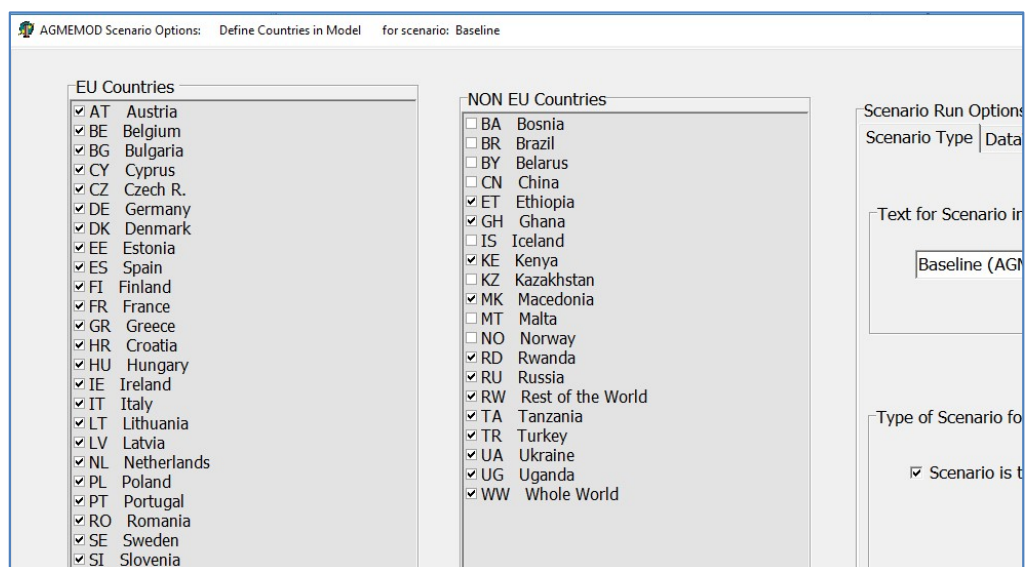 AGMEMOD Scenario Options: Define Countries in Model for scenario: Baseline
EU Countries
AT Austria
BE Belgium
BG Bulgaria
CY Cyprus
CZ Czech R.
DE Germany
DK Denmark
EE Estonia
ES Spain
FI Finland
FR France
GR Greece
HR Croatia
HU Hungary
IE Ireland
IT Italy
LT Lithuania
LV Latvia
NL Netherlands
PL Poland
PT Portugal
RO Romania
SE Sweden
SI Slovenia
NON EU Countries
BA Bosnia
BR Brazil
BY Belarus
CN China
ET Ethiopia
GH Ghana
IS Iceland
KE Kenya
KZ Kazakhstan
MK Macedonia
MT Malta
NO Norway
RD Rwanda
RU Russia
RW Rest of the World
TA Tanzania
TR Turkey
UA Ukraine
UG Uganda
WW Whole World
Scenario Run Options
Scenario Type Data
Text for Scenario in
Baseline (AGM
Type of Scenario fo
Scenario is t